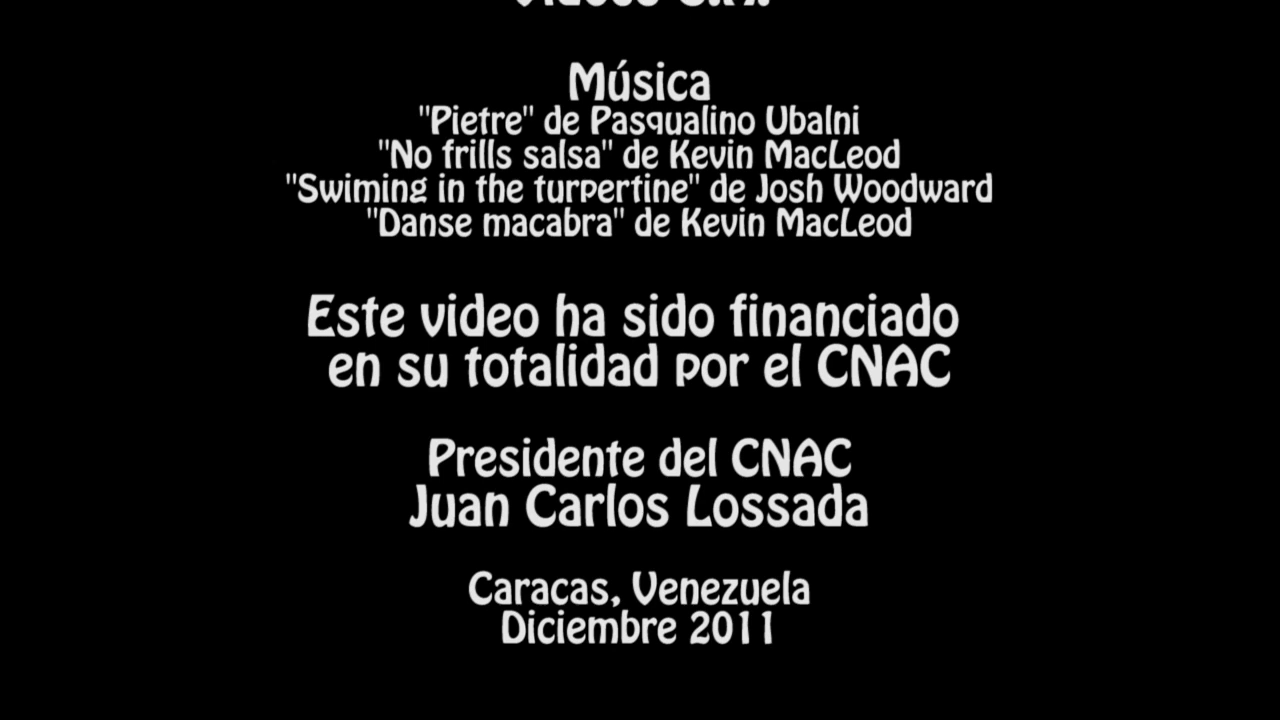 Música
"Pietre" de Pasqualino Ubalni
"No frills salsa" de Kevin MacLeod
"Swiming in the turpertine" de Josh Woodward
"Danse macabra" de Kevin MacLeod
Este video ha sido financiado
en su totalidad por el CNAC
Presidente del CNAC
Juan Carlos Lossada
Caracas, Venezuela
Diciembre 2011